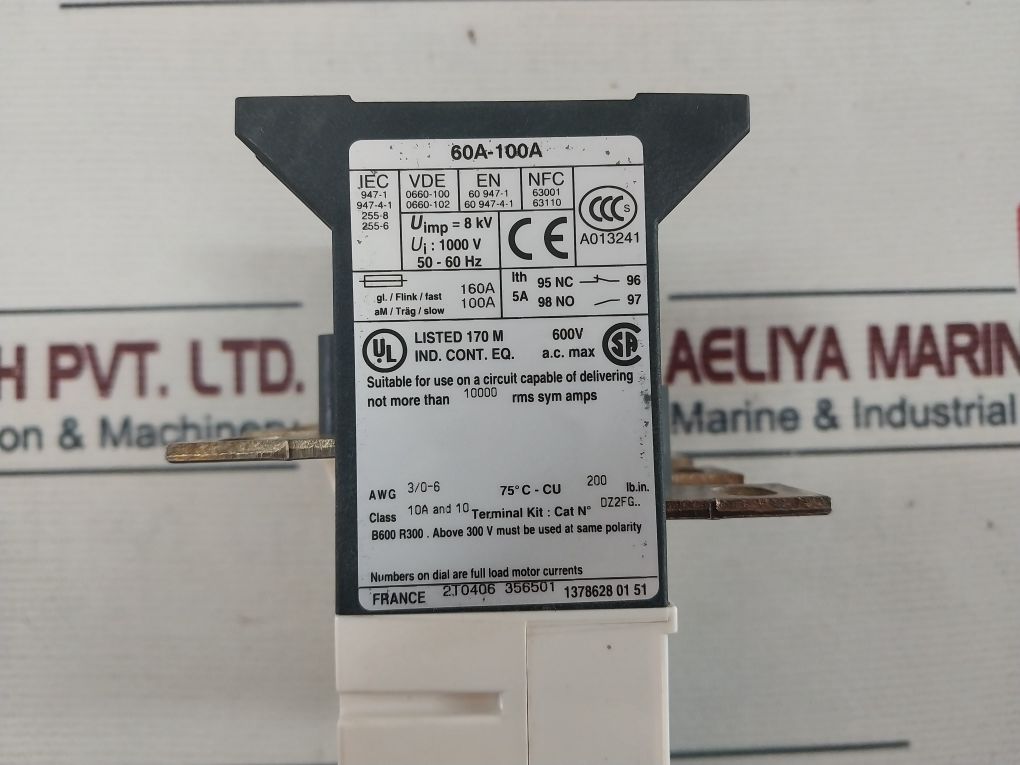 60A-100A
IEC
947-1
947-4-1
255-8
255-6
VDE
0660-100
0660-102
EN
60 947-1
60 947-4-1
NFC
63001
63110
CCC S
A013241
Uimp = 8 kV
Ui : 1000 V
50 - 60 Hz
CE
gl. / Flink / fast 160A
aM / Träg / slow 100A
Ith 95 NC 96
5A 98 NO 97
UL LISTED 170 M 600V SA
IND. CONT. EQ. a.c. max
Suitable for use on a circuit capable of delivering
not more than 10000 rms sym amps
AWG 3/0-6 75°C - CU 200 lb.in.
Class 10A and 10 Terminal Kit : Cat N° DZ2FG..
B600 R300 . Above 300 V must be used at same polarity
Numbers on dial are full load motor currents
FRANCE 2T0406 356501 1378628 01 51
H PVT. LTD.
on & Machinery
AELIYA MARIN
Marine & Industrial